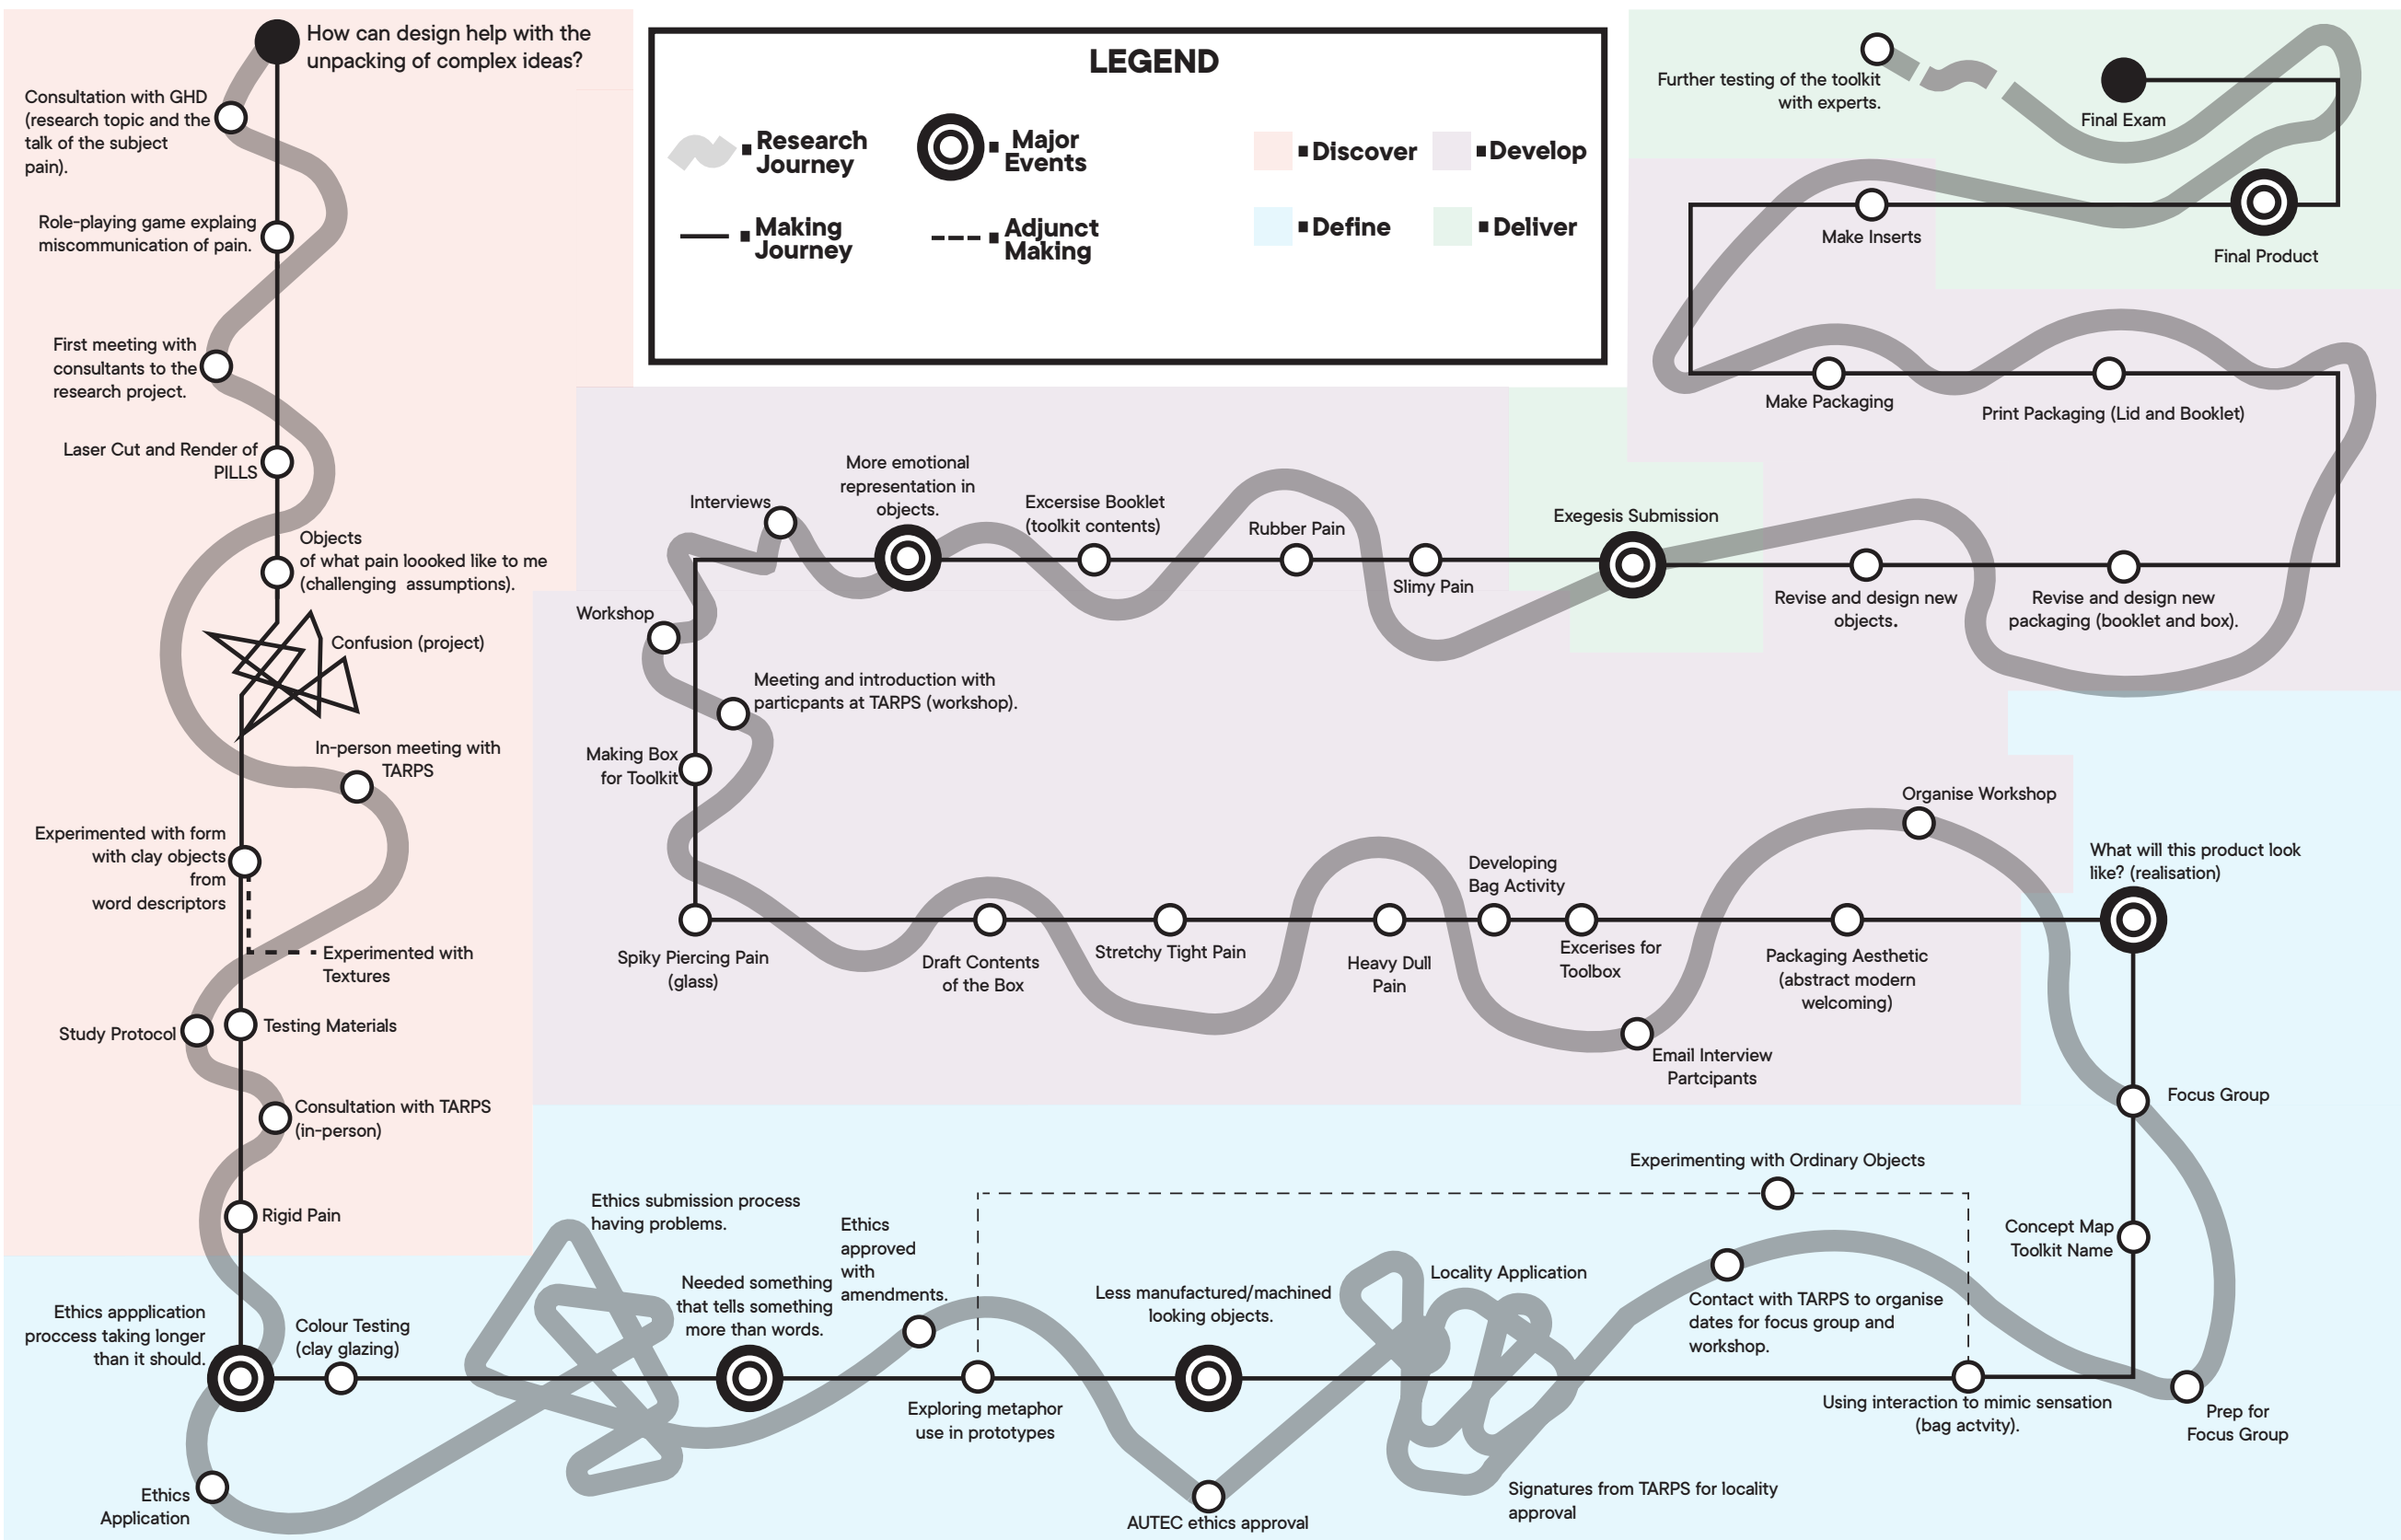 How can design help with the
unpacking of complex ideas?
Consultation with GHD
(research topic and the
talk of the subject
pain).
Role-playing game explaing
miscommunication of pain.
First meeting with
consultants to the
research project.
Laser Cut and Render of
PILLS
Objects
of what pain loooked like to me
(challenging assumptions).
Confusion (project)
In-person meeting with
TARPS
Experimented with form
with clay objects
from
word descriptors
Experimented with
Textures
Study Protocol
Testing Materials
Consultation with TARPS
(in-person)
Rigid Pain
Ethics appplication
proccess taking longer
than it should.
Colour Testing
(clay glazing)
Ethics
Application
Ethics submission process
having problems.
Needed something
that tells something
more than words.
Ethics
approved
with
amendments.
Exploring metaphor
use in prototypes
Less manufactured/machined
looking objects.
AUTEC ethics approval
Locality Application
Signatures from TARPS for locality
approval
Experimenting with Ordinary Objects
Contact with TARPS to organise
dates for focus group and
workshop.
Using interaction to mimic sensation
(bag actvity).
Prep for
Focus Group
Concept Map
Toolkit Name
Focus Group
What will this product look
like? (realisation)
Organise Workshop
Packaging Aesthetic
(abstract modern
welcoming)
Email Interview
Partcipants
Excerises for
Toolbox
Developing
Bag Activity
Heavy Dull
Pain
Stretchy Tight Pain
Draft Contents
of the Box
Spiky Piercing Pain
(glass)
Making Box
for Toolkit
Meeting and introduction with
particpants at TARPS (workshop).
Workshop
Interviews
More emotional
representation in
objects.
Excersise Booklet
(toolkit contents)
Rubber Pain
Slimy Pain
Exegesis Submission
Revise and design new
objects.
Revise and design new
packaging (booklet and box).
Print Packaging (Lid and Booklet)
Make Packaging
Make Inserts
Final Product
Final Exam
Further testing of the toolkit
with experts.
LEGEND
Research
Journey
Major
Events
Discover
Develop
Making
Journey
Adjunct
Making
Define
Deliver